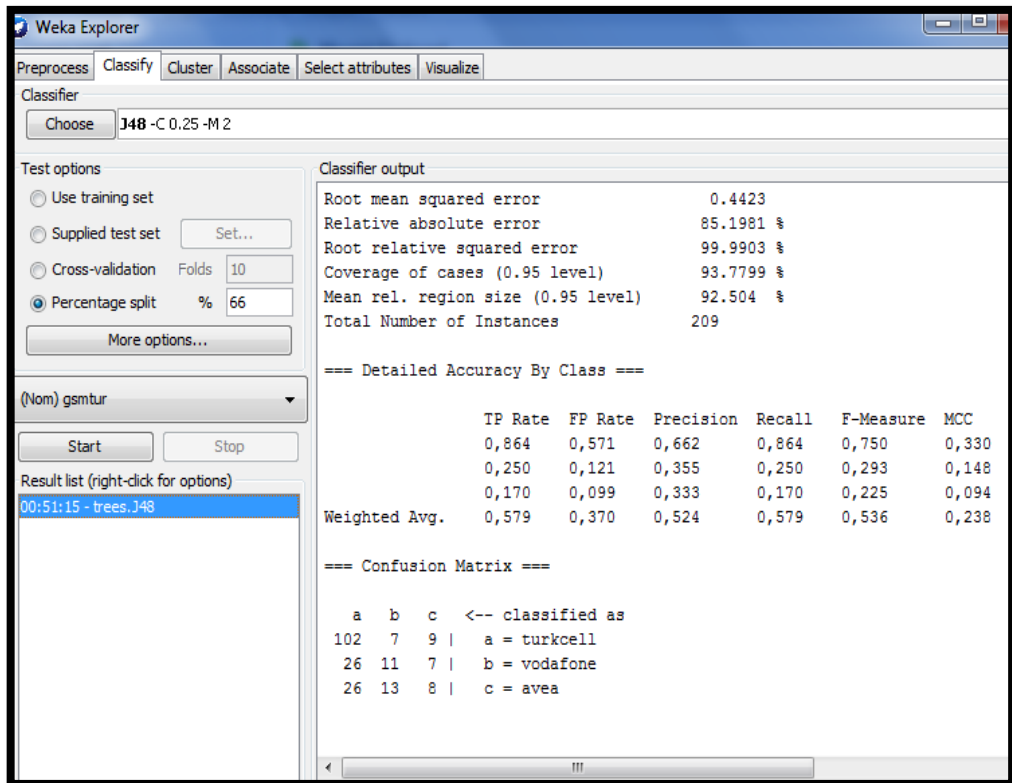 Weka Explorer
Preprocess Classify Cluster Associate Select attributes Visualize
Classifier
Choose J48 -C 0.25 -M 2
Test options
Use training set
Supplied test set Set...
Cross-validation Folds 10
Percentage split % 66
More options...
(Nom) gsmtur
Start Stop
Result list (right-click for options)
00:51:15 - trees.J48
Classifier output
Root mean squared error 0.4423
Relative absolute error 85.1981 %
Root relative squared error 99.9903 %
Coverage of cases (0.95 level) 93.7799 %
Mean rel. region size (0.95 level) 92.504 %
Total Number of Instances 209
=== Detailed Accuracy By Class ===
TP Rate FP Rate Precision Recall F-Measure MCC
0,864 0,571 0,662 0,864 0,750 0,330
0,250 0,121 0,355 0,250 0,293 0,148
0,170 0,099 0,333 0,170 0,225 0,094
Weighted Avg. 0,579 0,370 0,524 0,579 0,536 0,238
=== Confusion Matrix ===
a b c <-- classified as
102 7 9 | a = turkcell
26 11 7 | b = vodafone
26 13 8 | c = avea